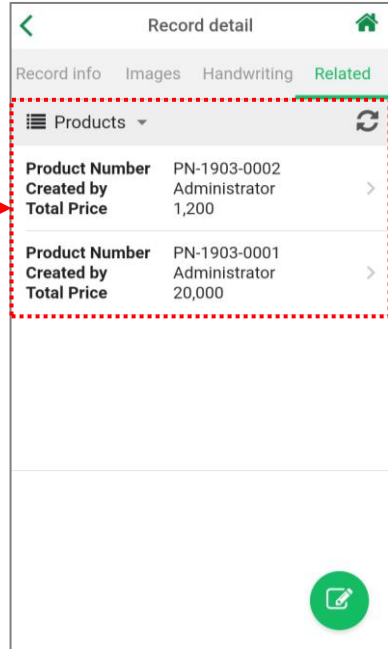 Record detail
Record info Images Handwriting Related
Products
Product Number PN-1903-0002
Created by Administrator
Total Price 1,200
Product Number PN-1903-0001
Created by Administrator
Total Price 20,000